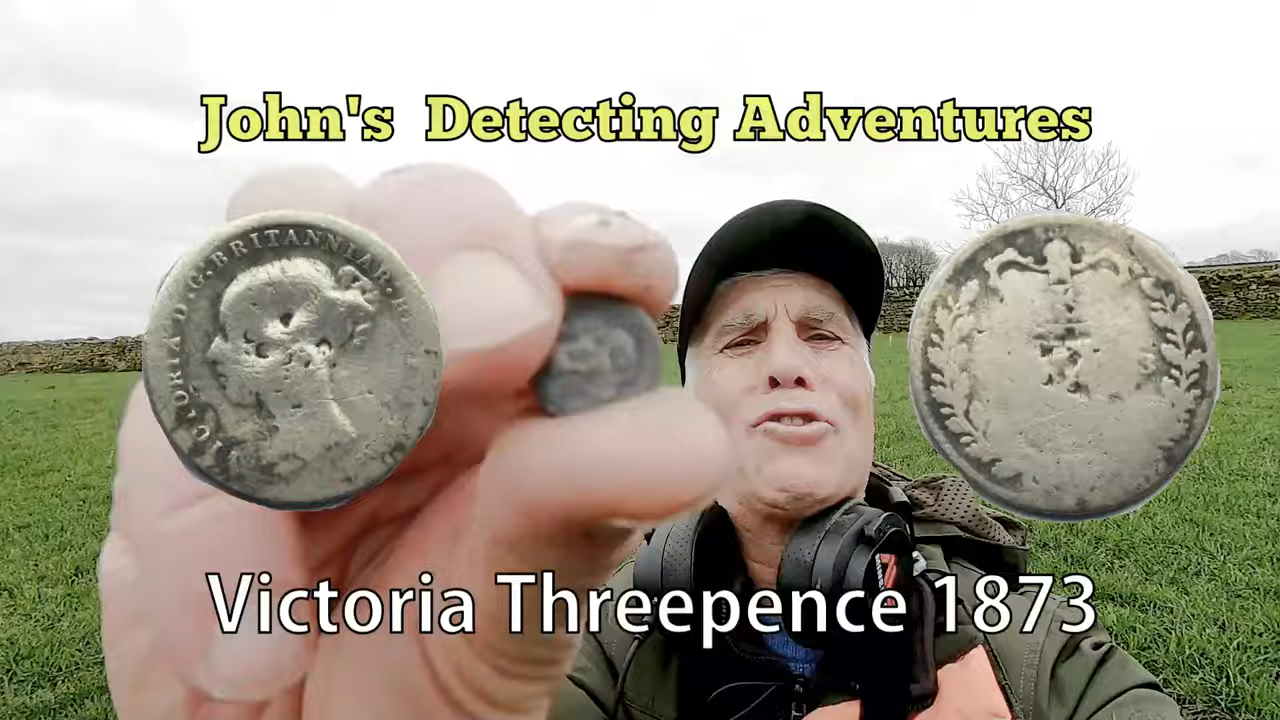 John's Detecting Adventures
VICTORIA D.G. BRITANNIAR.
Victoria Threepence 1873